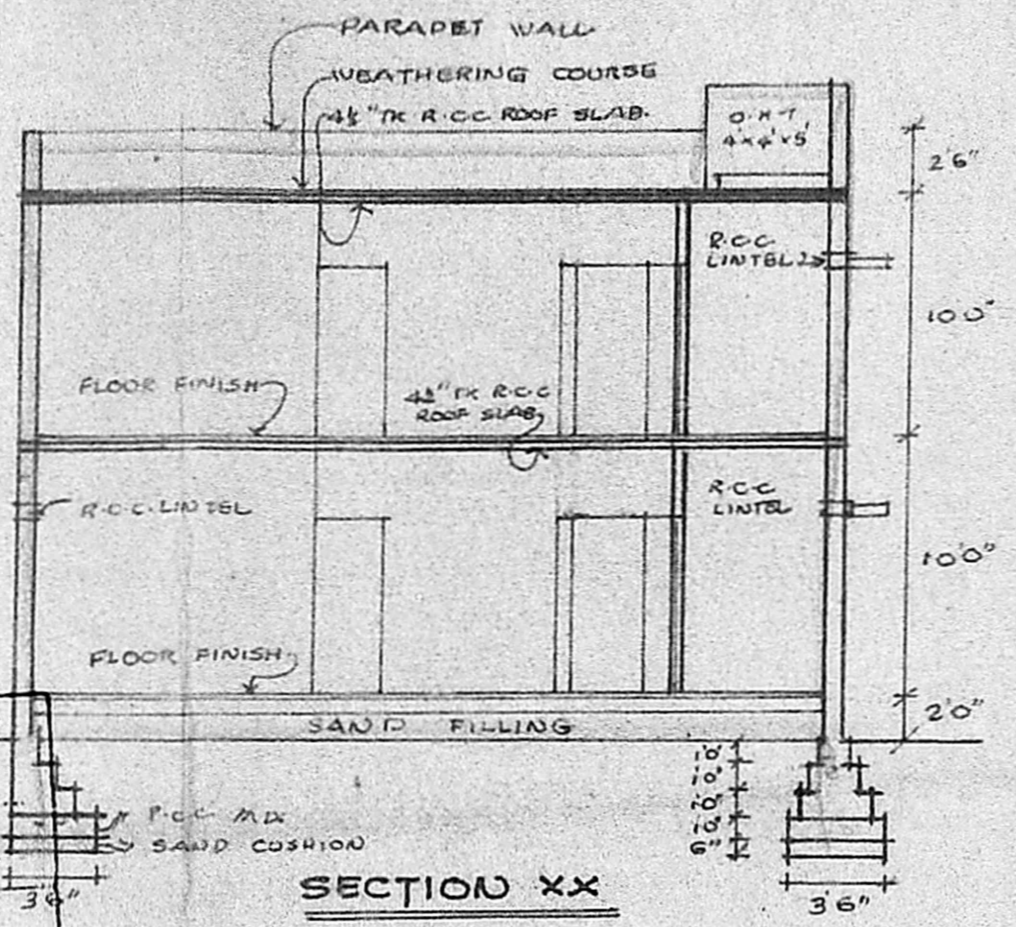 PARAPET WALL
WEATHERING COURSE
4½" TK R.C.C ROOF SLAB.
O.H.T
4'x4'x5'
2'6"
R.C.C
LINTEL
10'0"
FLOOR FINISH
4½" TK R.C.C
ROOF SLAB
R.C.C. LINTEL
R.C.C
LINTEL
10'0"
FLOOR FINISH
SAND FILLING
2'0"
1'0"
1'0"
1'0"
1'0"
6"
P.C.C MIX
SAND CUSHION
3'6"
SECTION XX
3'6"